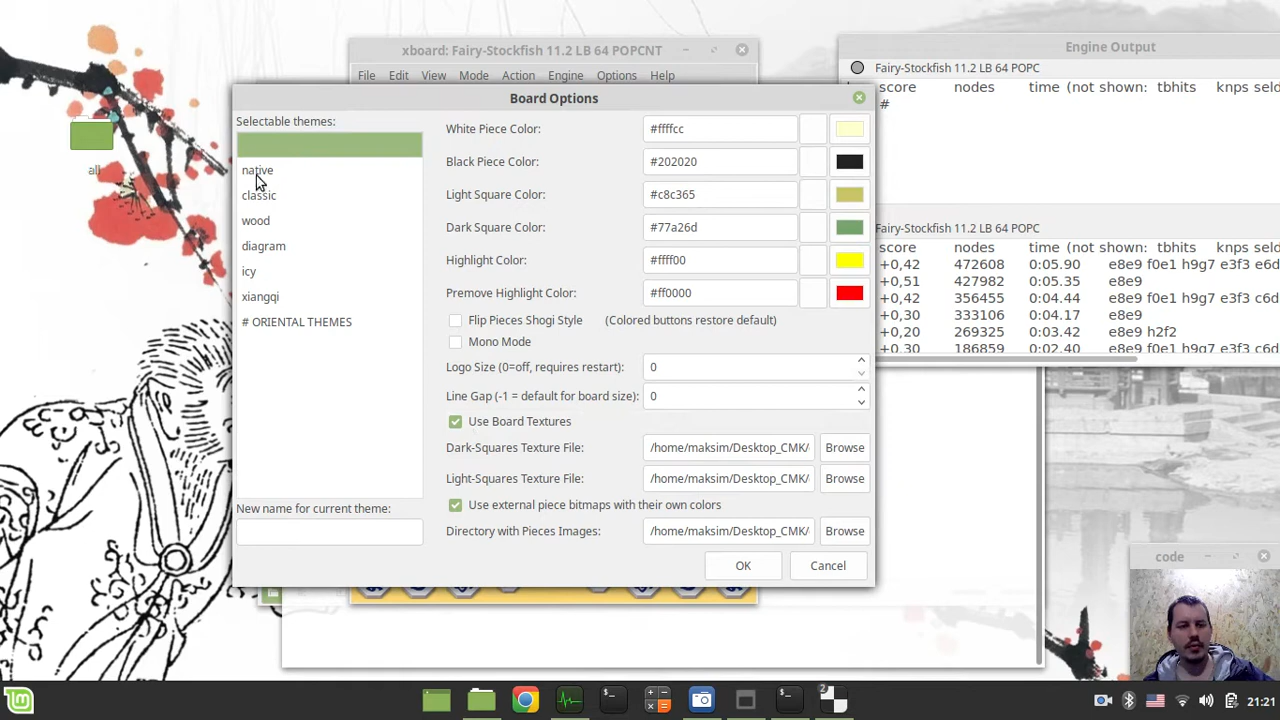 xboard: Fairy-Stockfish 11.2 LB 64 POPCNT
File Edit View Mode Action Engine Options Help
Engine Output
Fairy-Stockfish 11.2 LB 64 POPC
score nodes time (not shown: tbhits knps seld
#
Fairy-Stockfish 11.2 LB 64 POPC
score nodes time (not shown: tbhits knps seld
+0,42 472608 0:05.90 e8e9 f0e1 h9g7 e3f3 e6d
+0,51 427982 0:05.35 e8e9
+0,42 356455 0:04.44 e8e9 f0e1 h9g7 e3f3 c6d
+0,30 333106 0:04.17 e8e9
+0,20 269325 0:03.42 e8e9 h2f2
+0,30 186859 0:02.40 e8e9 f0e1 h9g7 e3f3 c6d
Board Options
Selectable themes:
native
classic
wood
diagram
icy
xiangqi
# ORIENTAL THEMES
New name for current theme:
White Piece Color: #ffffcc
Black Piece Color: #202020
Light Square Color: #c8c365
Dark Square Color: #77a26d
Highlight Color: #ffff00
Premove Highlight Color: #ff0000
Flip Pieces Shogi Style (Colored buttons restore default)
Mono Mode
Logo Size (0=off, requires restart): 0
Line Gap (-1 = default for board size): 0
Use Board Textures
Dark-Squares Texture File: /home/maksim/Desktop_CMK/ Browse
Light-Squares Texture File: /home/maksim/Desktop_CMK/ Browse
Use external piece bitmaps with their own colors
Directory with Pieces Images: /home/maksim/Desktop_CMK/ Browse
OK Cancel
all
code
2
21:21